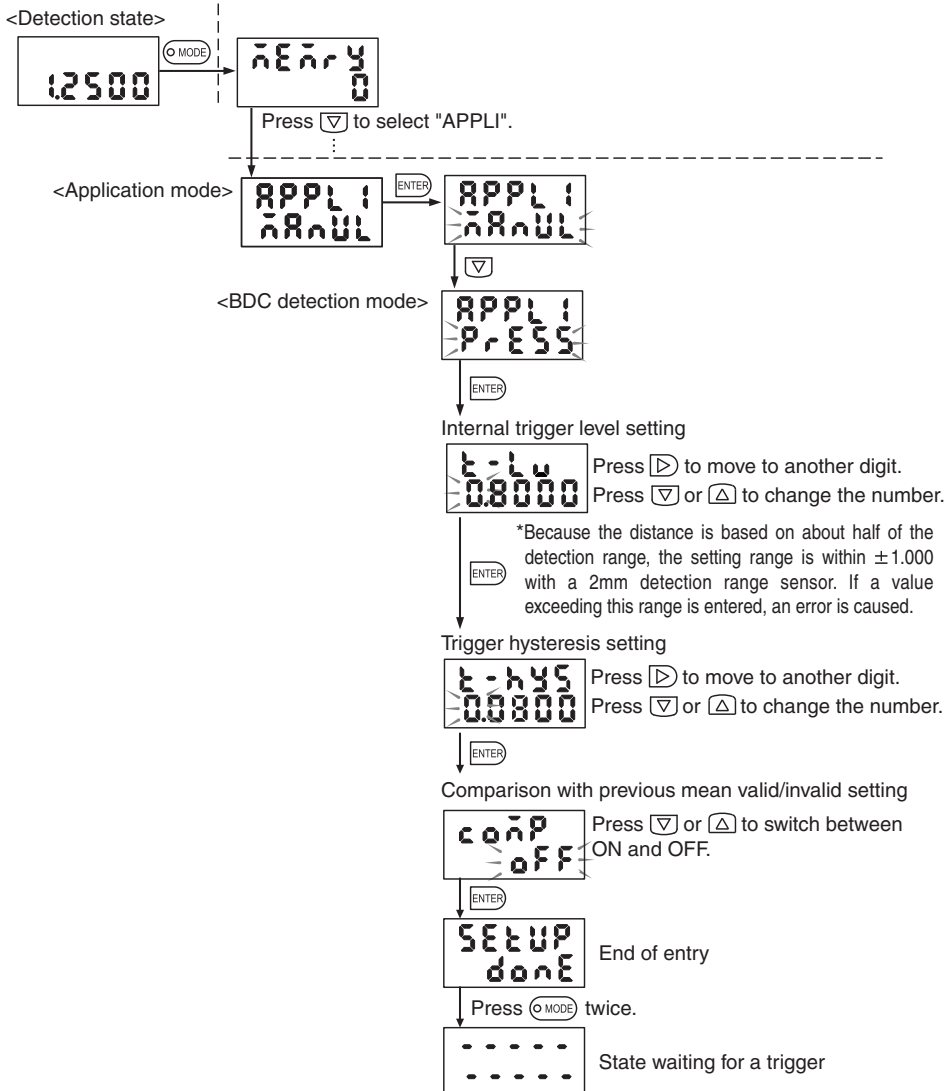 <Detection state>
1.2500
MODE
MEMrY
0
Press ▽ to select "APPLI".
<Application mode>
APPLI
MAnUL
ENTER
APPLI
MAnUL
▽
<BDC detection mode>
APPLI
PrESS
ENTER
Internal trigger level setting
t-Lu
0.8000
Press ▷ to move to another digit.
Press ▽ or △ to change the number.
*Because the distance is based on about half of the
detection range, the setting range is within ±1.000
with a 2mm detection range sensor. If a value
exceeding this range is entered, an error is caused.
ENTER
Trigger hysteresis setting
t-hYS
0.0800
Press ▷ to move to another digit.
Press ▽ or △ to change the number.
ENTER
Comparison with previous mean valid/invalid setting
coMP
oFF
Press ▽ or △ to switch between
ON and OFF.
ENTER
SEtUP
donE
End of entry
Press MODE twice.
- - - - -
- - - - -
State waiting for a trigger